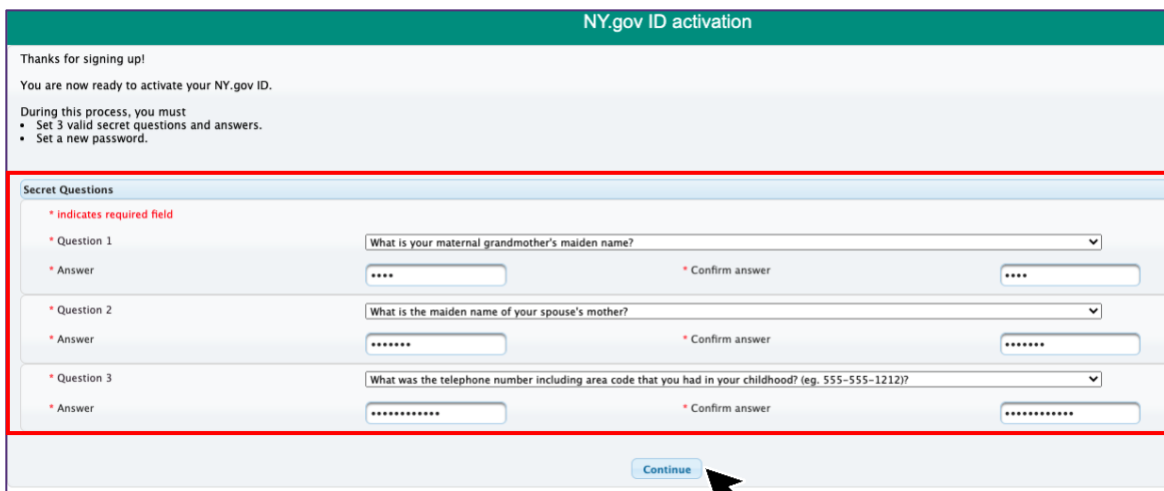 NY.gov ID activation
Thanks for signing up!
You are now ready to activate your NY.gov ID.
During this process, you must
• Set 3 valid secret questions and answers.
• Set a new password.
Secret Questions
* indicates required field
* Question 1 What is your maternal grandmother's maiden name?
* Answer •••• * Confirm answer ••••
* Question 2 What is the maiden name of your spouse's mother?
* Answer ••••••• * Confirm answer •••••••
* Question 3 What was the telephone number including area code that you had in your childhood? (eg. 555-555-1212)?
* Answer •••••••••••• * Confirm answer ••••••••••••
Continue